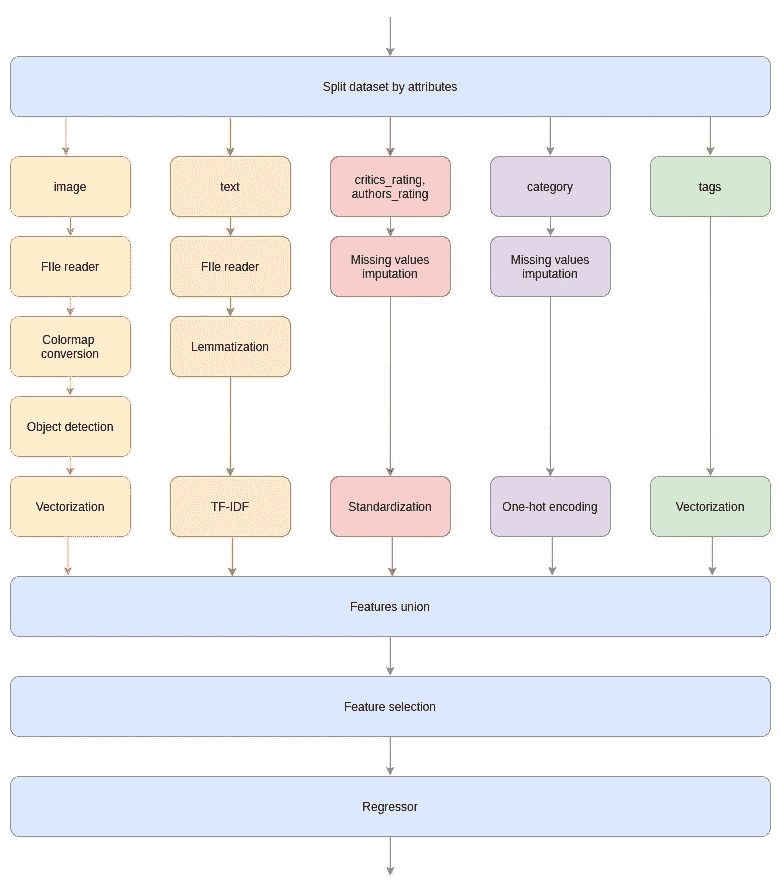 Split dataset by attributes
image
text
critics_rating,
authors_rating
category
tags
FIle reader
FIle reader
Missing values
imputation
Missing values
imputation
Colormap
conversion
Lemmatization
Object detection
Vectorization
TF-IDF
Standardization
One-hot encoding
Vectorization
Features union
Feature selection
Regressor